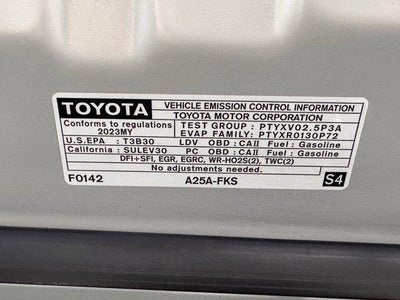 TOYOTA
VEHICLE EMISSION CONTROL INFORMATION
TOYOTA MOTOR CORPORATION
Conforms to regulations
2023MY
TEST GROUP : PTYXV02.5P3A
EVAP FAMILY: PTYXR0130P72
U.S.EPA : T3B30 LDV OBD : CAII Fuel : Gasoline
California : SULEV30 PC OBD : CAII Fuel : Gasoline
DFI+SFI, EGR, EGRC, WR-HO2S(2), TWC(2)
No adjustments needed.
F0142 A25A-FKS S4